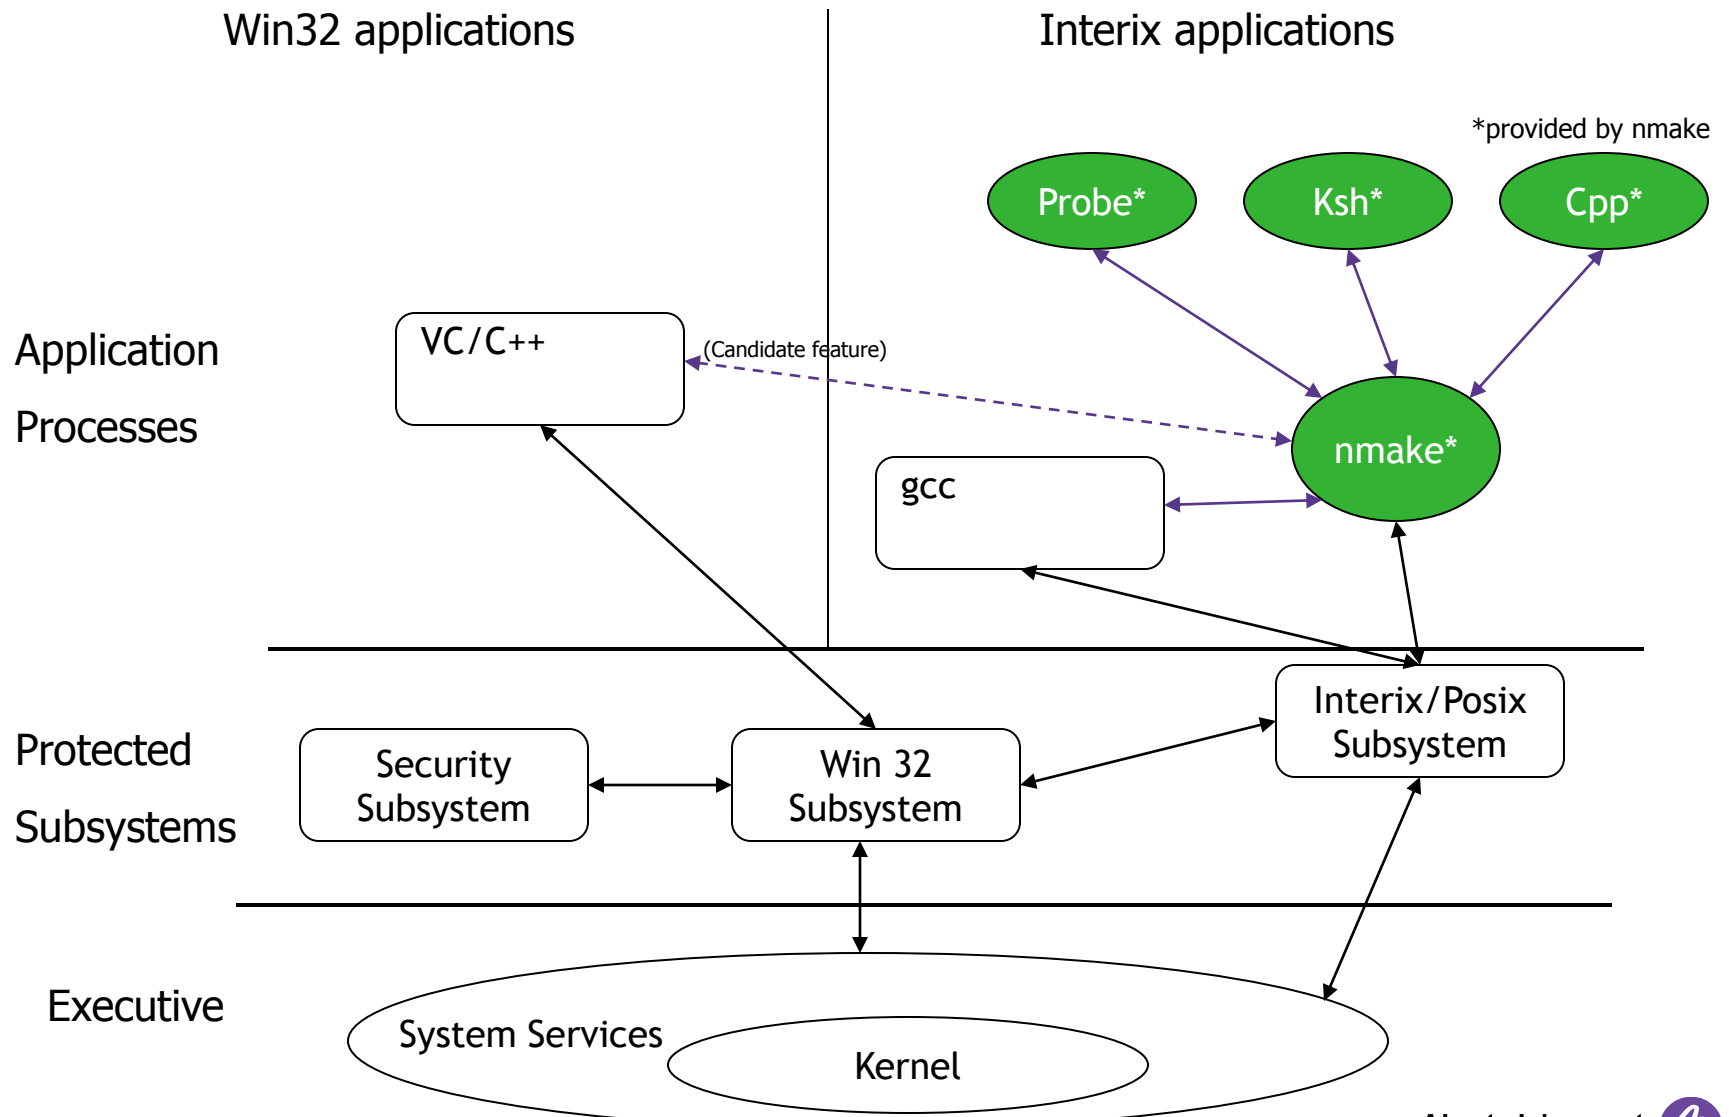 Win32 applications
Interix applications
*provided by nmake
Probe*
Ksh*
Cpp*
VC/C++
(Candidate feature)
Application
Processes
nmake*
gcc
Interix/Posix
Subsystem
Protected
Subsystems
Security
Subsystem
Win 32
Subsystem
Executive
System Services
Kernel